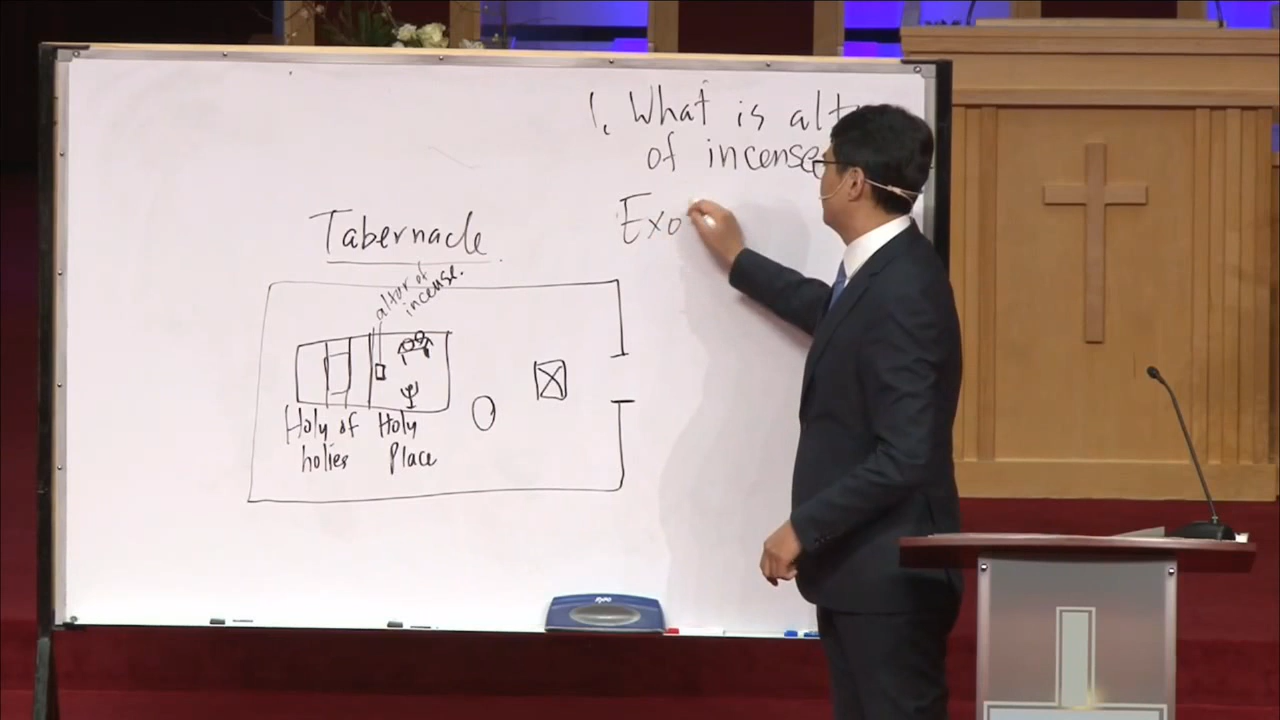 1. What is alt
of incense
Exo
Tabernacle
altar of
incense.
Holy of
holies
Holy
Place